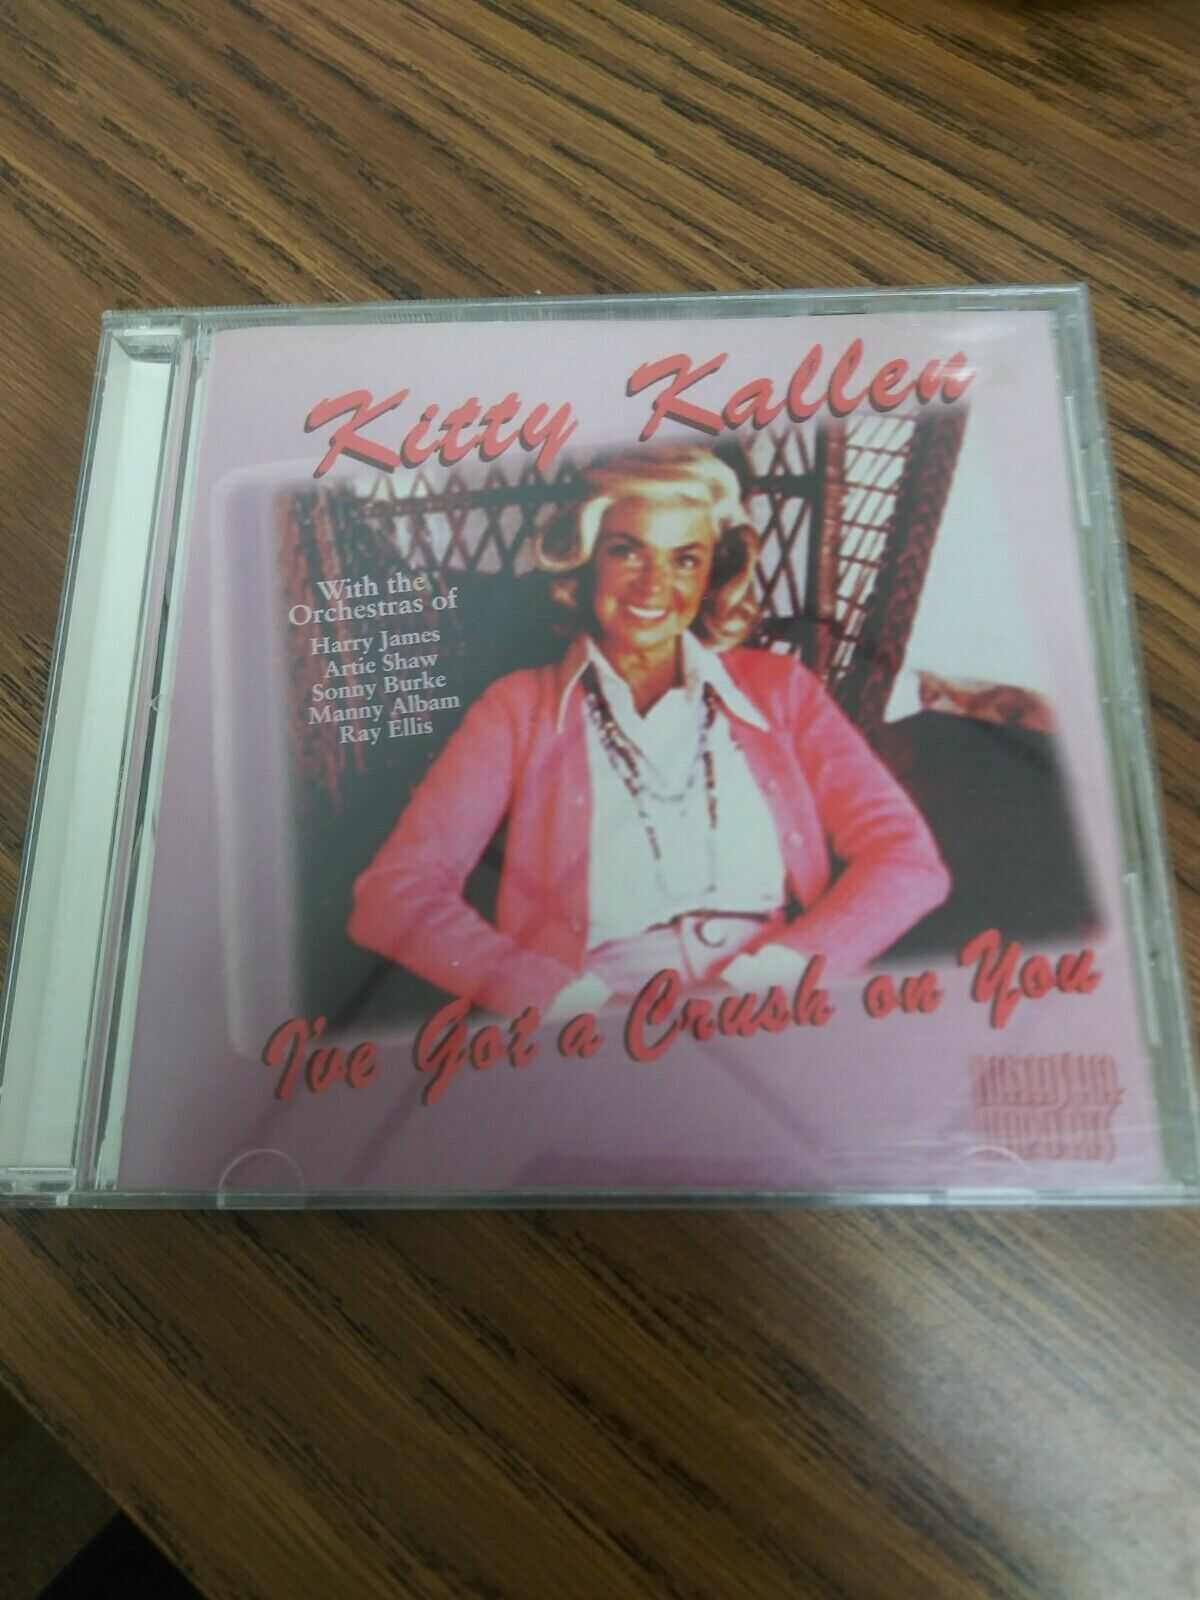 Kitty Kallen
With the
Orchestras of
Harry James
Artie Shaw
Sonny Burke
Manny Albam
Ray Ellis
I've Got a Crush on You